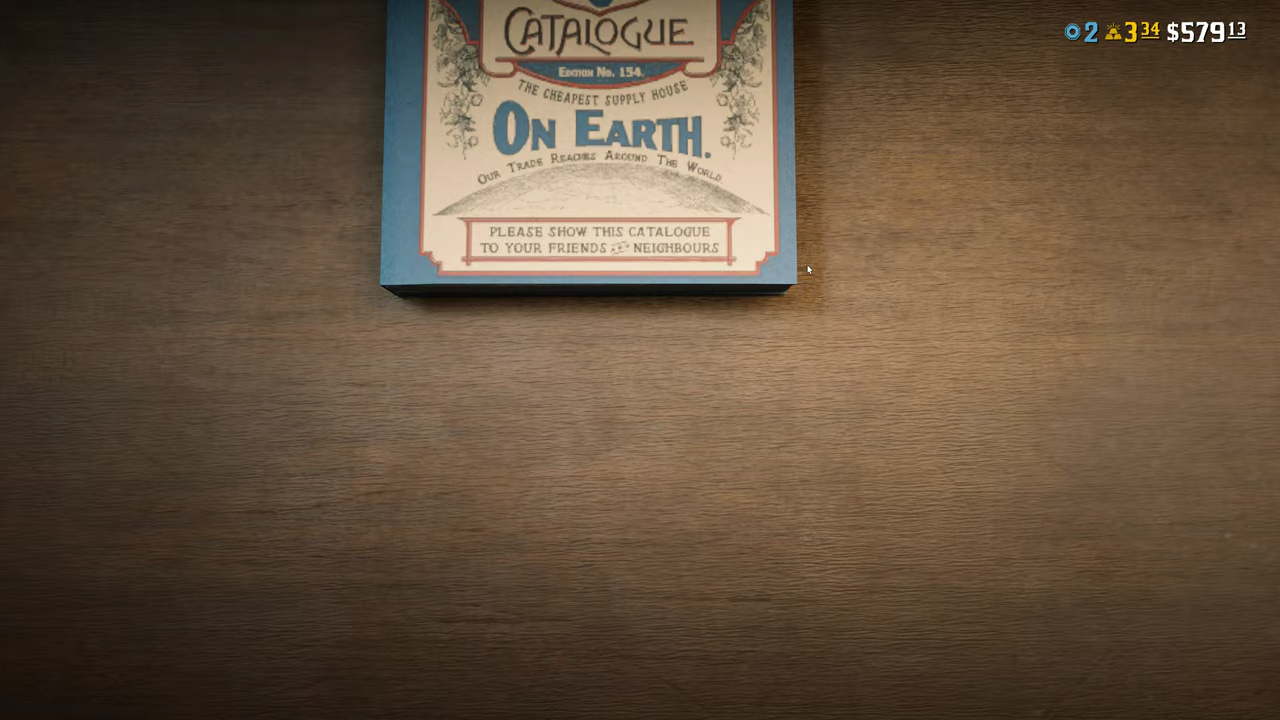 2 3 34 $579 13
CATALOGUE
EDITION NO. 154.
THE CHEAPEST SUPPLY HOUSE
ON EARTH.
OUR TRADE REACHES AROUND THE WORLD
PLEASE SHOW THIS CATALOGUE
TO YOUR FRIENDS AND NEIGHBOURS